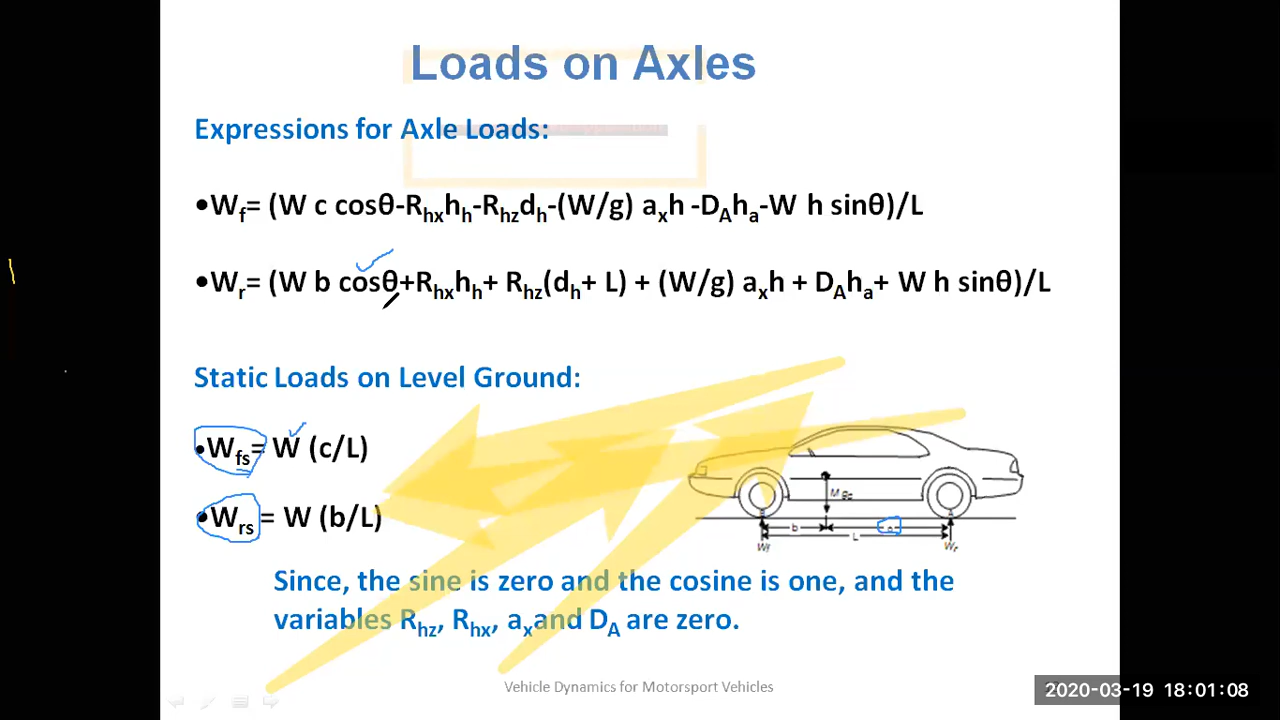 Loads on Axles
Expressions for Axle Loads:
•Wf= (W c cosθ-Rhxhh-Rhzdh-(W/g) axh -DAha-W h sinθ)/L
•Wr= (W b cosθ+Rhxhh+ Rhz(dh+ L) + (W/g) axh + DAha+ W h sinθ)/L
Static Loads on Level Ground:
•Wfs= W (c/L)
•Wrs = W (b/L)
b
L
Wf
Wr
Since, the sine is zero and the cosine is one, and the
variables Rhz, Rhx, axand DA are zero.
Vehicle Dynamics for Motorsport Vehicles
2020-03-19 18:01:08